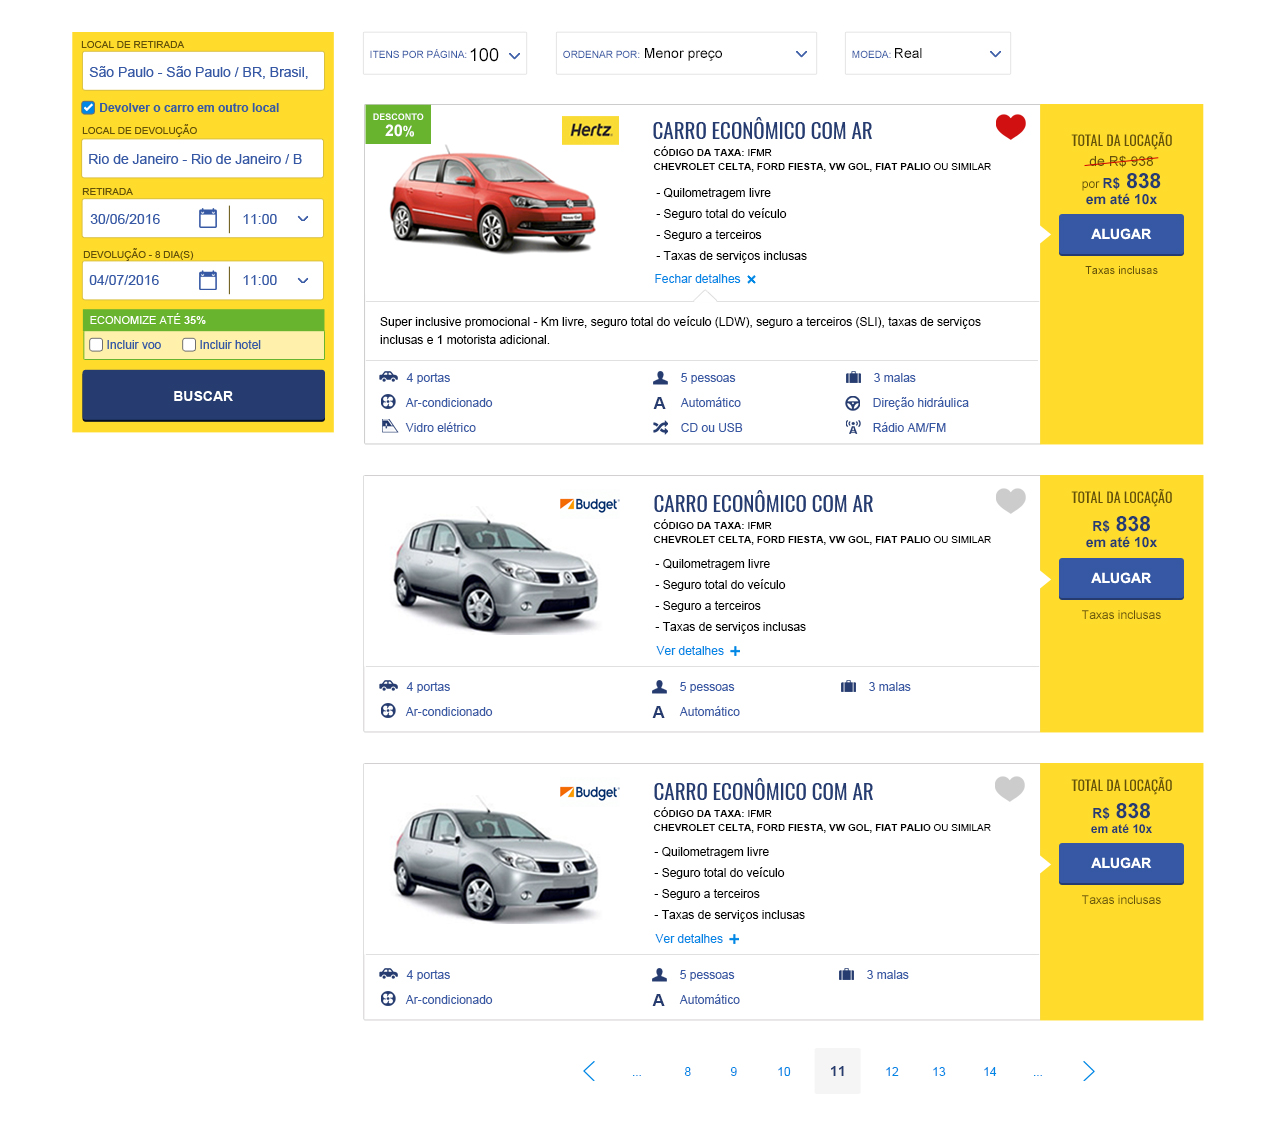 LOCAL DE RETIRADA
São Paulo - São Paulo / BR, Brasil,
Devolver o carro em outro local
LOCAL DE DEVOLUÇÃO
Rio de Janeiro - Rio de Janeiro / B
RETIRADA
30/06/2016 11:00
DEVOLUÇÃO - 8 DIA(S)
04/07/2016 11:00
ECONOMIZE ATÉ 35%
Incluir voo Incluir hotel
BUSCAR
ITENS POR PÁGINA: 100
ORDENAR POR: Menor preço
MOEDA: Real
DESCONTO
20%
Hertz
CARRO ECONÔMICO COM AR
CÓDIGO DA TAXA: IFMR
CHEVROLET CELTA, FORD FIESTA, VW GOL, FIAT PALIO OU SIMILAR
- Quilometragem livre
- Seguro total do veículo
- Seguro a terceiros
- Taxas de serviços inclusas
Fechar detalhes
TOTAL DA LOCAÇÃO
de R$ 938
por R$ 838
em até 10x
ALUGAR
Taxas inclusas
Super inclusive promocional - Km livre, seguro total do veículo (LDW), seguro a terceiros (SLI), taxas de serviços
inclusas e 1 motorista adicional.
4 portas 5 pessoas 3 malas
Ar-condicionado A Automático Direção hidráulica
Vidro elétrico CD ou USB Rádio AM/FM
Budget
CARRO ECONÔMICO COM AR
CÓDIGO DA TAXA: IFMR
CHEVROLET CELTA, FORD FIESTA, VW GOL, FIAT PALIO OU SIMILAR
- Quilometragem livre
- Seguro total do veículo
- Seguro a terceiros
- Taxas de serviços inclusas
Ver detalhes
TOTAL DA LOCAÇÃO
R$ 838
em até 10x
ALUGAR
Taxas inclusas
4 portas 5 pessoas 3 malas
Ar-condicionado A Automático
Budget
CARRO ECONÔMICO COM AR
CÓDIGO DA TAXA: IFMR
CHEVROLET CELTA, FORD FIESTA, VW GOL, FIAT PALIO OU SIMILAR
- Quilometragem livre
- Seguro total do veículo
- Seguro a terceiros
- Taxas de serviços inclusas
Ver detalhes
TOTAL DA LOCAÇÃO
R$ 838
em até 10x
ALUGAR
Taxas inclusas
4 portas 5 pessoas 3 malas
Ar-condicionado A Automático
... 8 9 10 11 12 13 14 ...